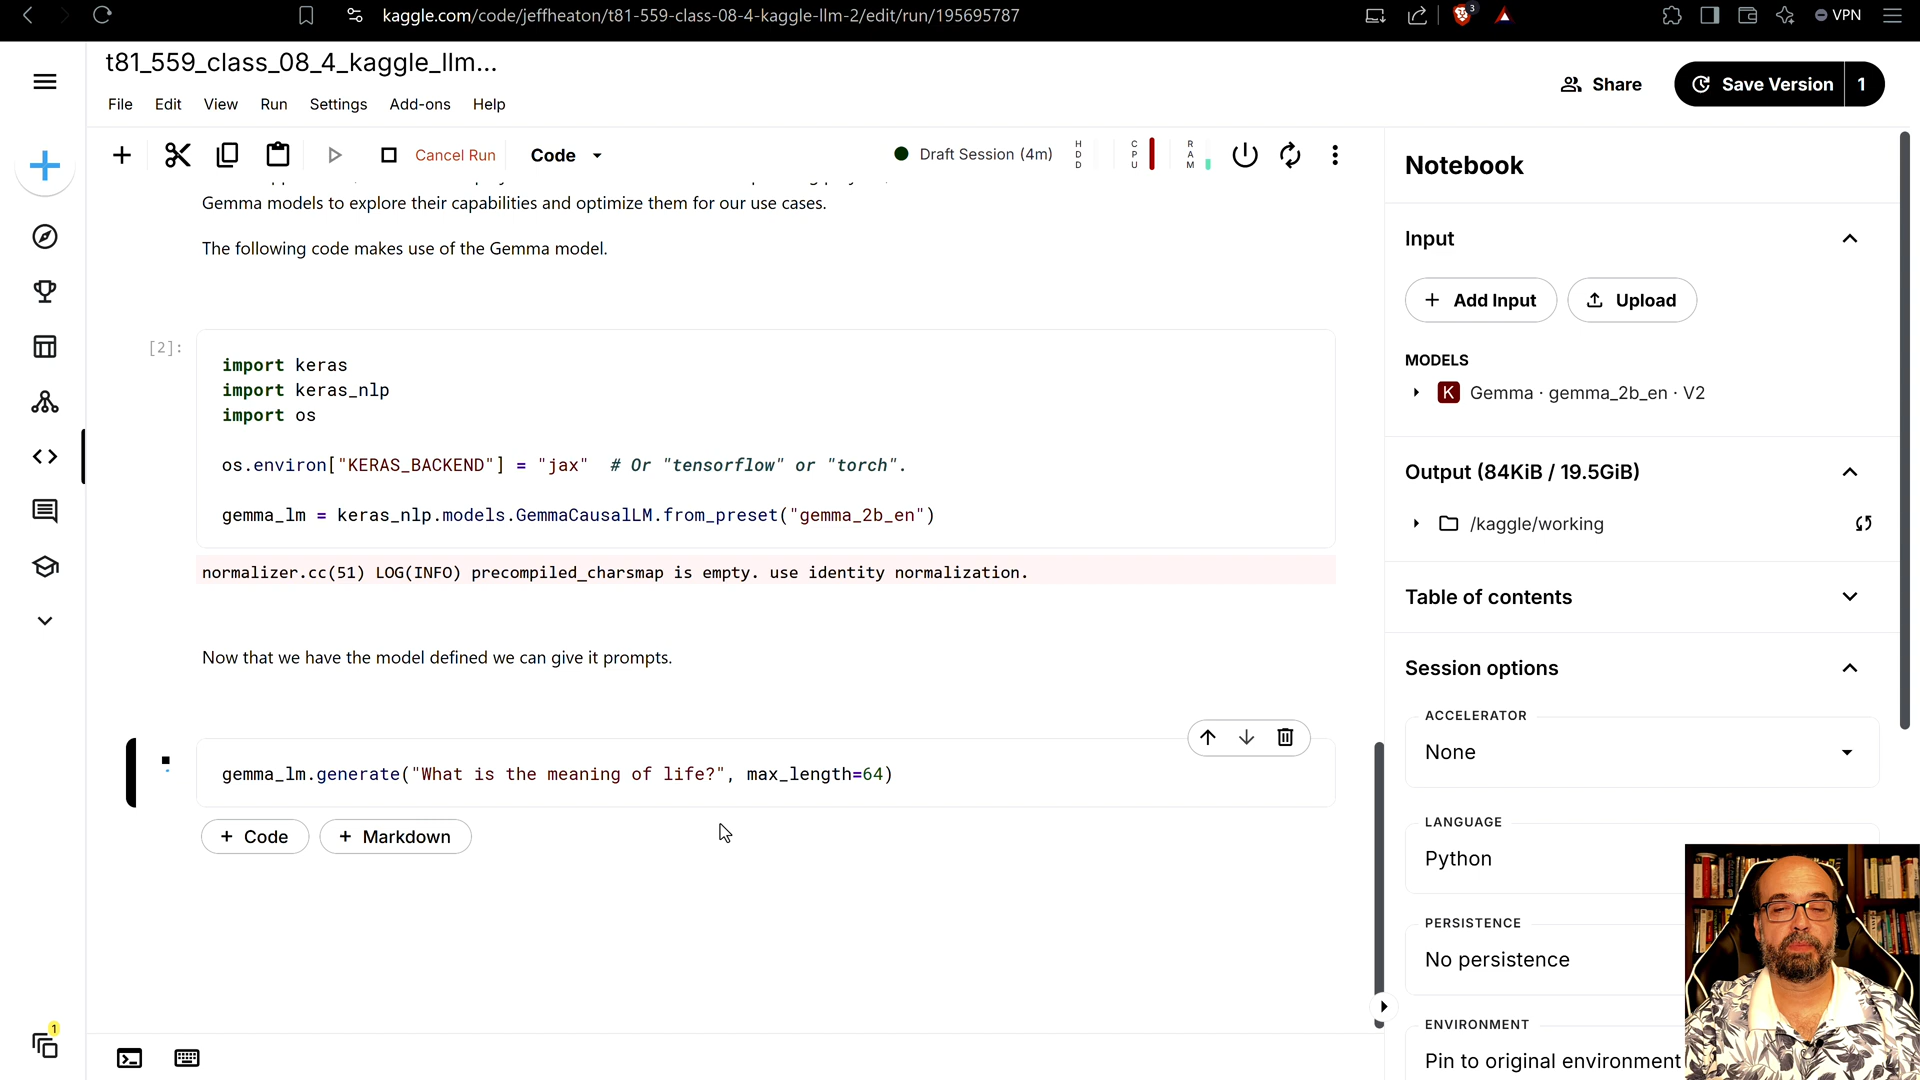 kaggle.com/code/jeffheaton/t81-559-class-08-4-kaggle-llm-2/edit/run/195695787
3
VPN
t81_559_class_08_4_kaggle_llm...
File Edit View Run Settings Add-ons Help
Share
Save Version 1
Cancel Run
Code
Draft Session (4m)
HDD
CPU
RAM
Gemma models to explore their capabilities and optimize them for our use cases.
The following code makes use of the Gemma model.
[2]:
import keras
import keras_nlp
import os
os.environ["KERAS_BACKEND"] = "jax"  # Or "tensorflow" or "torch".
gemma_lm = keras_nlp.models.GemmaCausalLM.from_preset("gemma_2b_en")
normalizer.cc(51) LOG(INFO) precompiled_charsmap is empty. use identity normalization.
Now that we have the model defined we can give it prompts.
gemma_lm.generate("What is the meaning of life?", max_length=64)
+ Code
+ Markdown
1
Notebook
Input
+ Add Input
Upload
MODELS
K Gemma · gemma_2b_en · V2
Output (84KiB / 19.5GiB)
/kaggle/working
Table of contents
Session options
ACCELERATOR
None
LANGUAGE
Python
PERSISTENCE
No persistence
ENVIRONMENT
Pin to original environment